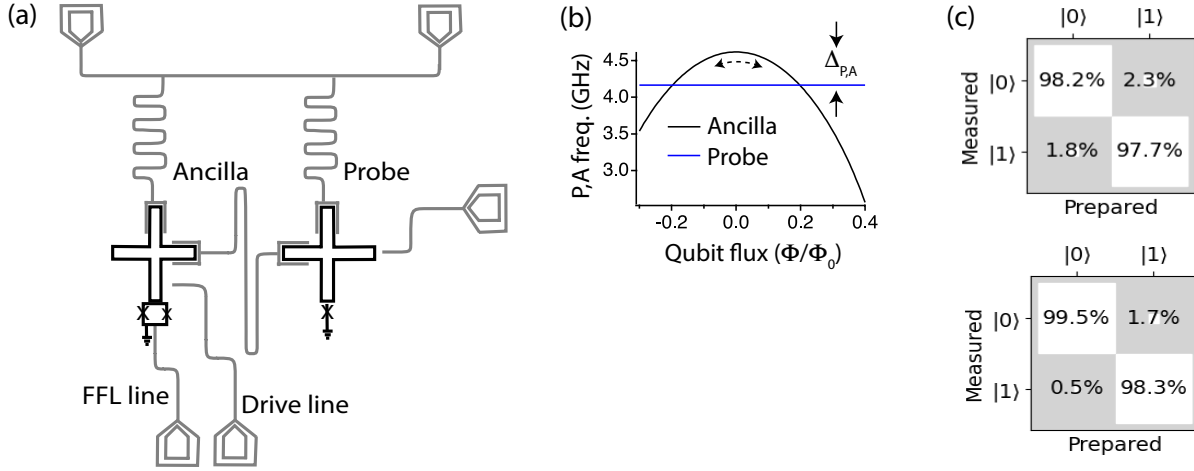 (a)
Ancilla
Probe
FFL line
Drive line
(b)
P,A freq. (GHz)
4.5
4.0
3.5
3.0
Δ_P,A
Ancilla
Probe
-0.2 0.0 0.2 0.4
Qubit flux (Φ/Φ₀)
(c)
|0⟩ |1⟩
Measured
|0⟩ 98.2% 2.3%
|1⟩ 1.8% 97.7%
Prepared
|0⟩ |1⟩
Measured
|0⟩ 99.5% 1.7%
|1⟩ 0.5% 98.3%
Prepared